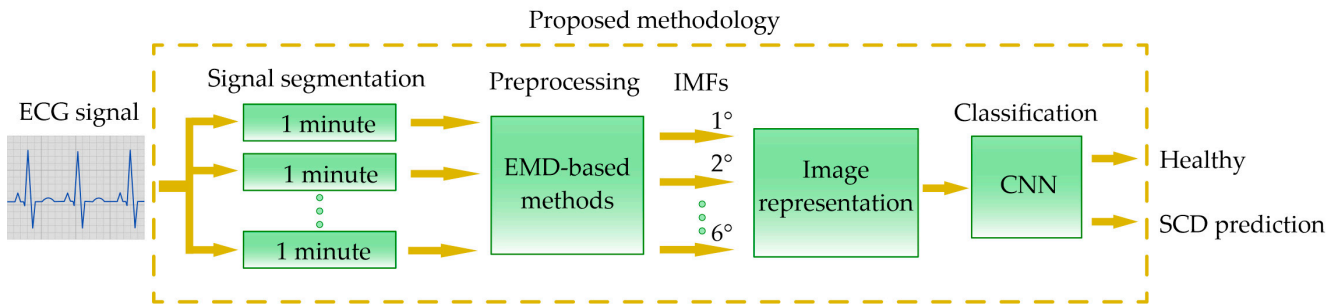 Proposed methodology
ECG signal
Signal segmentation
1 minute
1 minute
1 minute
Preprocessing
EMD-based
methods
IMFs
1°
2°
6°
Image
representation
Classification
CNN
Healthy
SCD prediction